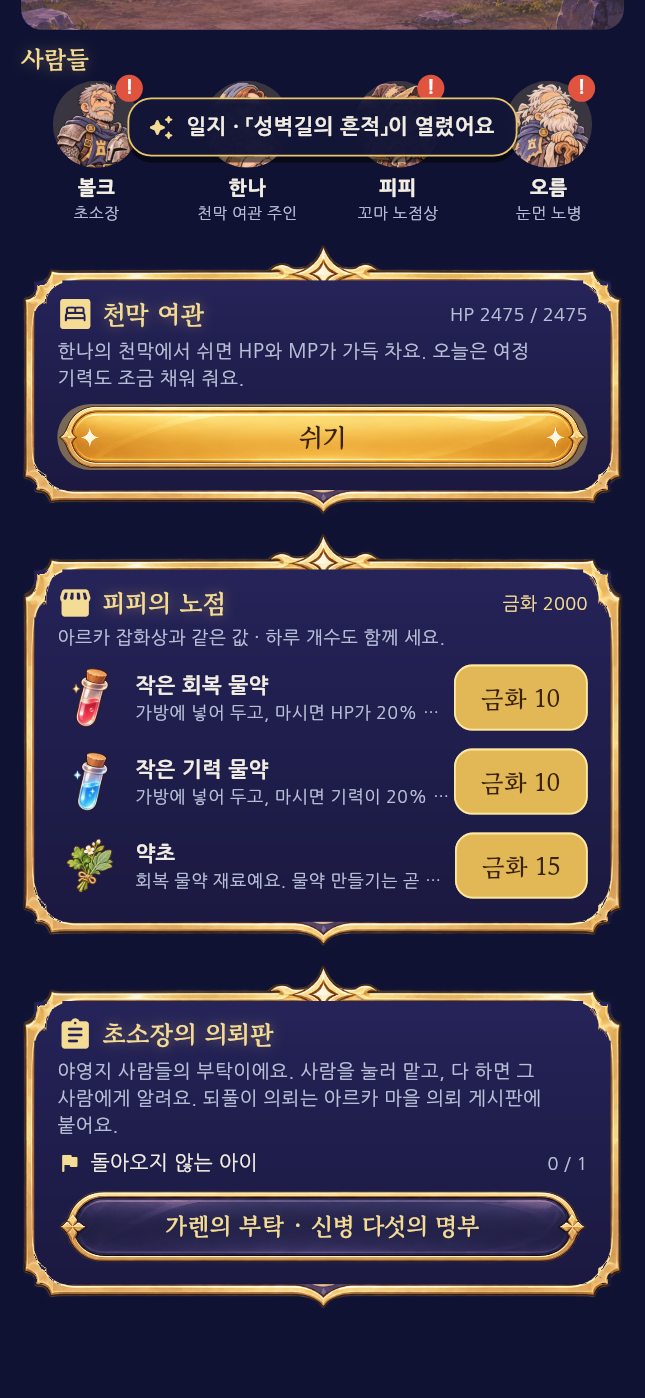 사람들
!
!
!
일지 · 「성벽길의 흔적」이 열렸어요
볼크
초소장
한나
천막 여관 주인
피피
꼬마 노점상
오름
눈먼 노병
천막 여관
HP 2475 / 2475
한나의 천막에서 쉬면 HP와 MP가 가득 차요. 오늘은 여정
기력도 조금 채워 줘요.
쉬기
피피의 노점
금화 2000
아르카 잡화상과 같은 값 · 하루 개수도 함께 세요.
작은 회복 물약
가방에 넣어 두고, 마시면 HP가 20% …
금화 10
작은 기력 물약
가방에 넣어 두고, 마시면 기력이 20% …
금화 10
약초
회복 물약 재료예요. 물약 만들기는 곧 …
금화 15
초소장의 의뢰판
야영지 사람들의 부탁이에요. 사람을 눌러 맡고, 다 하면 그
사람에게 알려요. 되풀이 의뢰는 아르카 마을 의뢰 게시판에
붙어요.
돌아오지 않는 아이
0 / 1
가렌의 부탁 · 신병 다섯의 명부